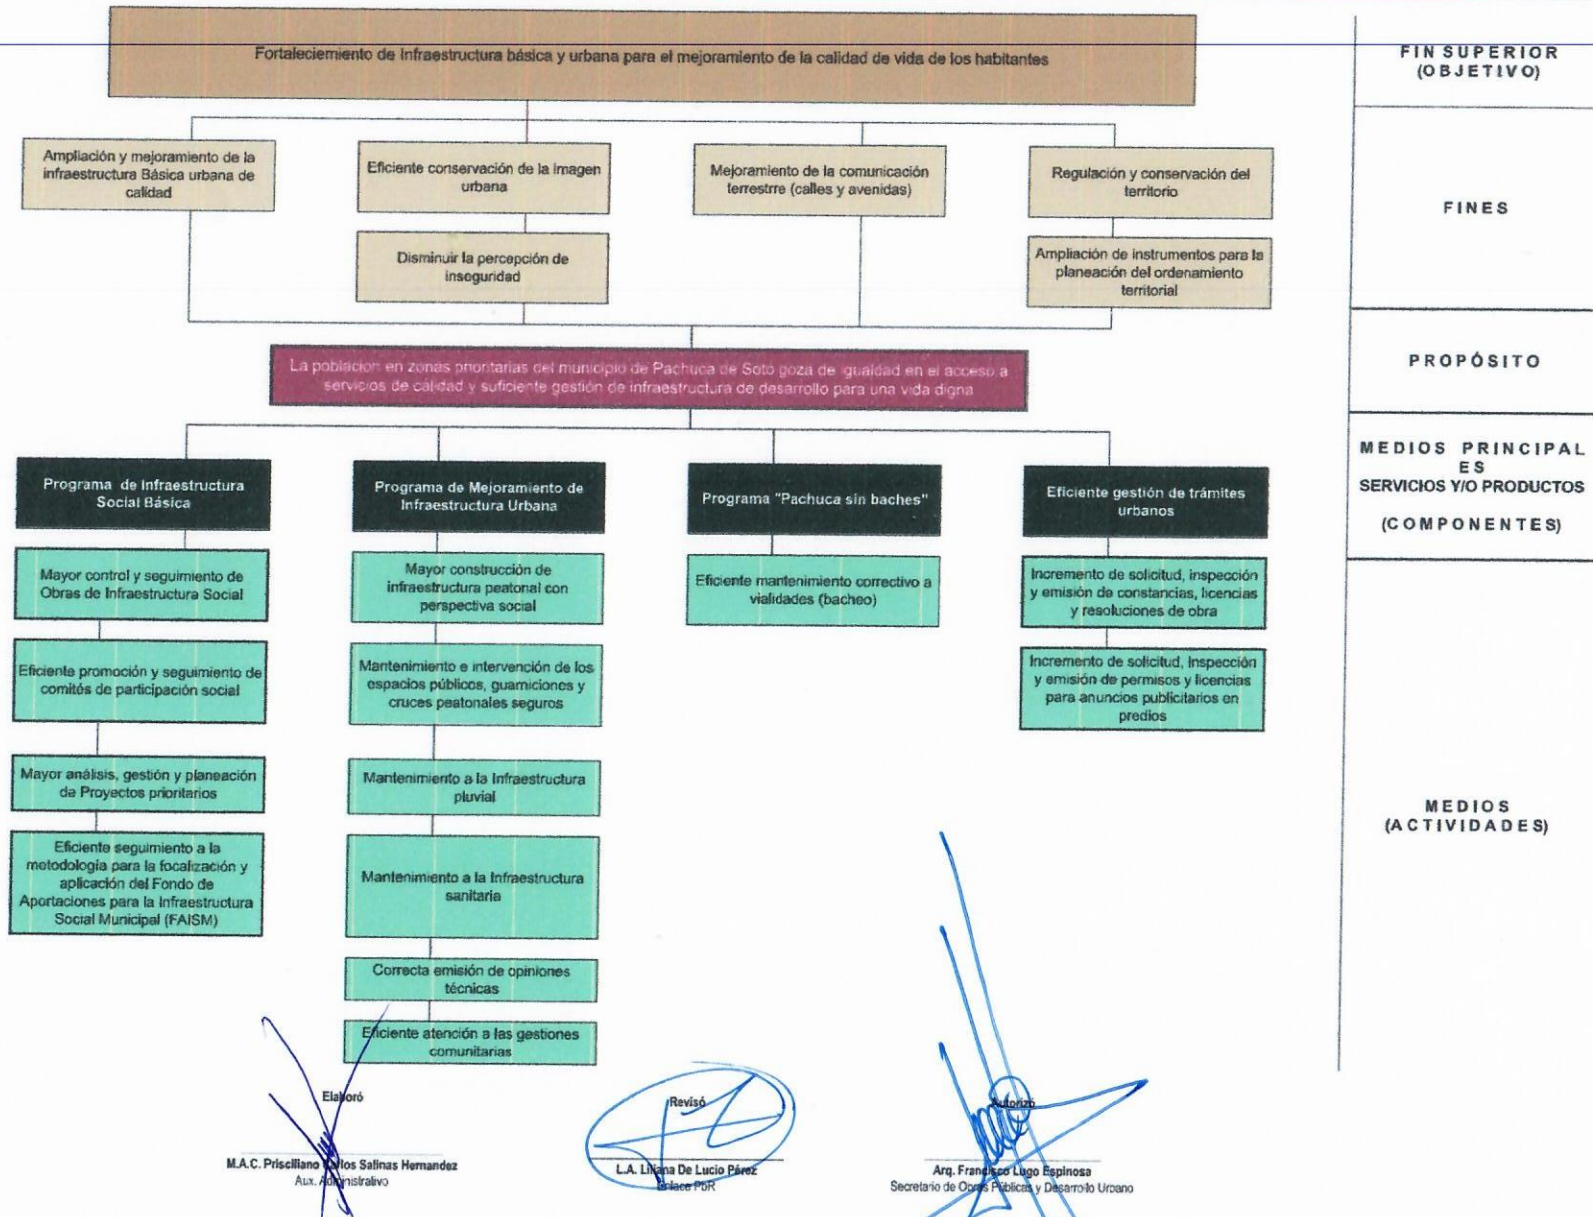 Fortaleciemiento de Infraestructura básica y urbana para el mejoramiento de la calidad de vida de los habitantes
FIN SUPERIOR
(OBJETIVO)
Ampliación y mejoramiento de la
infraestructura Básica urbana de
calidad
Eficiente conservación de la imagen
urbana
Mejoramiento de la comunicación
terrestrre (calles y avenidas)
Regulación y conservación del
territorio
FINES
Disminuir la percepción de
inseguridad
Ampliación de instrumentos para la
planeación del ordenamiento
territorial
La población en zonas prioritarias del municipio de Pachuca de Soto goza de igualdad en el acceso a
servicios de calidad y suficiente gestión de infraestructura de desarrollo para una vida digna
PROPÓSITO
Programa de Infraestructura
Social Básica
Programa de Mejoramiento de
Infraestructura Urbana
Programa "Pachuca sin baches"
Eficiente gestión de trámites
urbanos
MEDIOS PRINCIPAL
ES
SERVICIOS Y/O PRODUCTOS
(COMPONENTES)
Mayor control y seguimiento de
Obras de Infraestructura Social
Eficiente promoción y seguimiento de
comités de participación social
Mayor análisis, gestión y planeación
de Proyectos prioritarios
Eficiente seguimiento a la
metodología para la focalización y
aplicación del Fondo de
Aportaciones para la Infraestructura
Social Municipal (FAISM)
Mayor construcción de
infraestructura peatonal con
perspectiva social
Mantenimiento e intervención de los
espacios públicos, guarniciones y
cruces peatonales seguros
Mantenimiento a la Infraestructura
pluvial
Mantenimiento a la Infraestructura
sanitaria
Correcta emisión de opiniones
técnicas
Eficiente atención a las gestiones
comunitarias
Eficiente mantenimiento correctivo a
vialidades (bacheo)
Incremento de solicitud, inspección
y emisión de constancias, licencias
y resoluciones de obra
Incremento de solicitud, Inspección
y emisión de permisos y licencias
para anuncios publicitarios en
predios
MEDIOS
(ACTIVIDADES)
Elaboró
M.A.C. Prisciliano Carlos Salinas Hernandez
Aux. Administrativo
Revisó
L.A. Liliana De Lucio Pérez
Enlace PbR
Autorizó
Arq. Francisco Lugo Espinosa
Secretario de Obras Públicas y Desarrollo Urbano